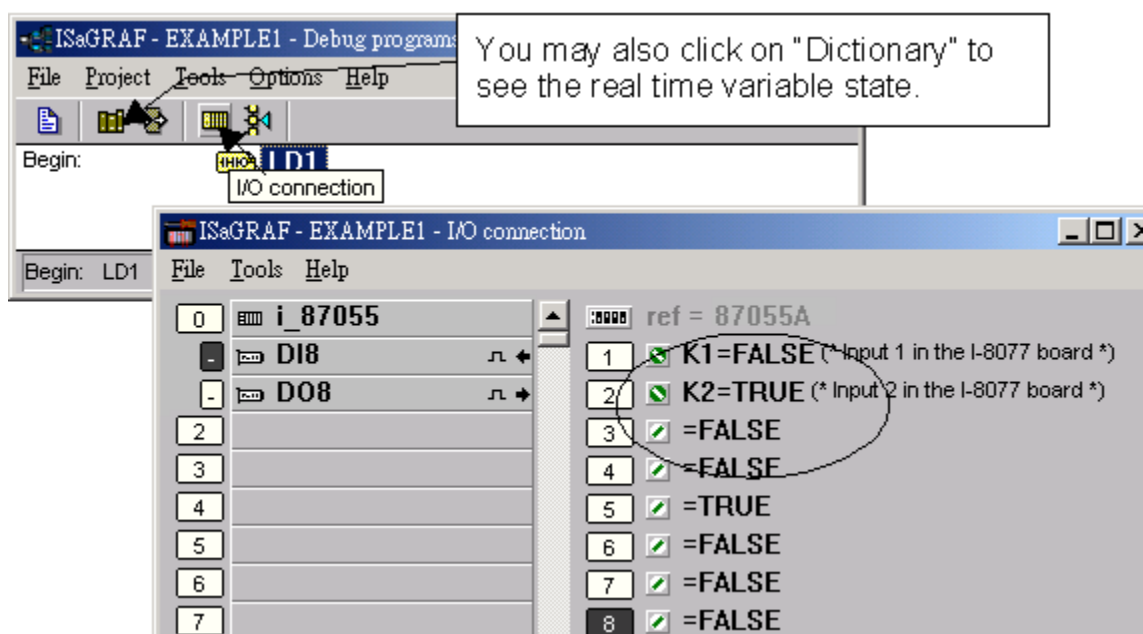 ISaGRAF - EXAMPLE1 - Debug programs
You may also click on "Dictionary" to
see the real time variable state.
File Project Tools Options Help
Begin: LD1
I/O connection
Begin: LD1
ISaGRAF - EXAMPLE1 - I/O connection
File Tools Help
0 i_87055
- DI8
- DO8
2
3
4
5
6
7
ref = 87055A
1 K1=FALSE (* Input 1 in the I-8077 board *)
2 K2=TRUE (* Input 2 in the I-8077 board *)
3 =FALSE
4 =FALSE
5 =TRUE
6 =FALSE
7 =FALSE
8 =FALSE